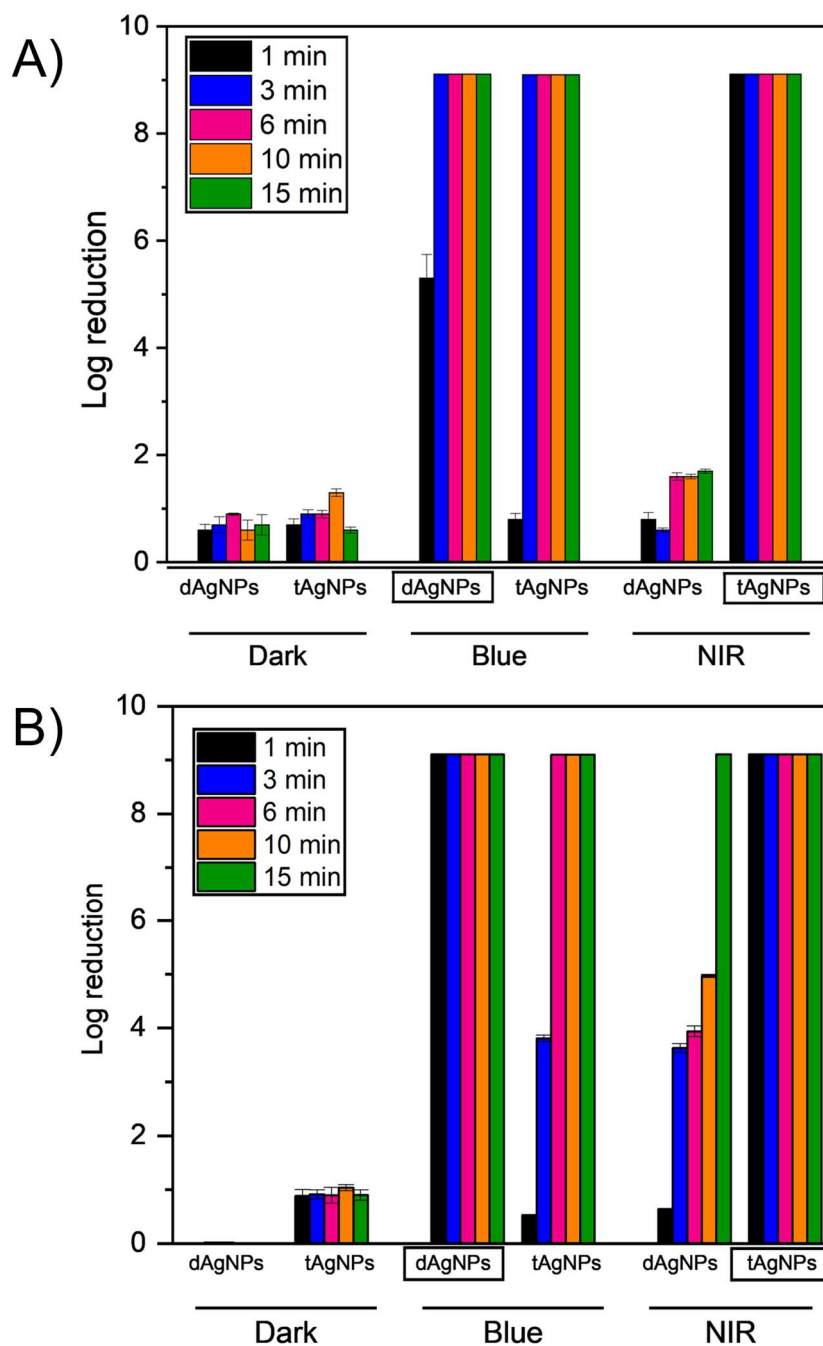 A)
10
8
6
4
2
0
Log reduction
1 min
3 min
6 min
10 min
15 min
dAgNPs tAgNPs dAgNPs tAgNPs dAgNPs tAgNPs
Dark Blue NIR
B)
10
8
6
4
2
0
Log reduction
1 min
3 min
6 min
10 min
15 min
dAgNPs tAgNPs dAgNPs tAgNPs dAgNPs tAgNPs
Dark Blue NIR